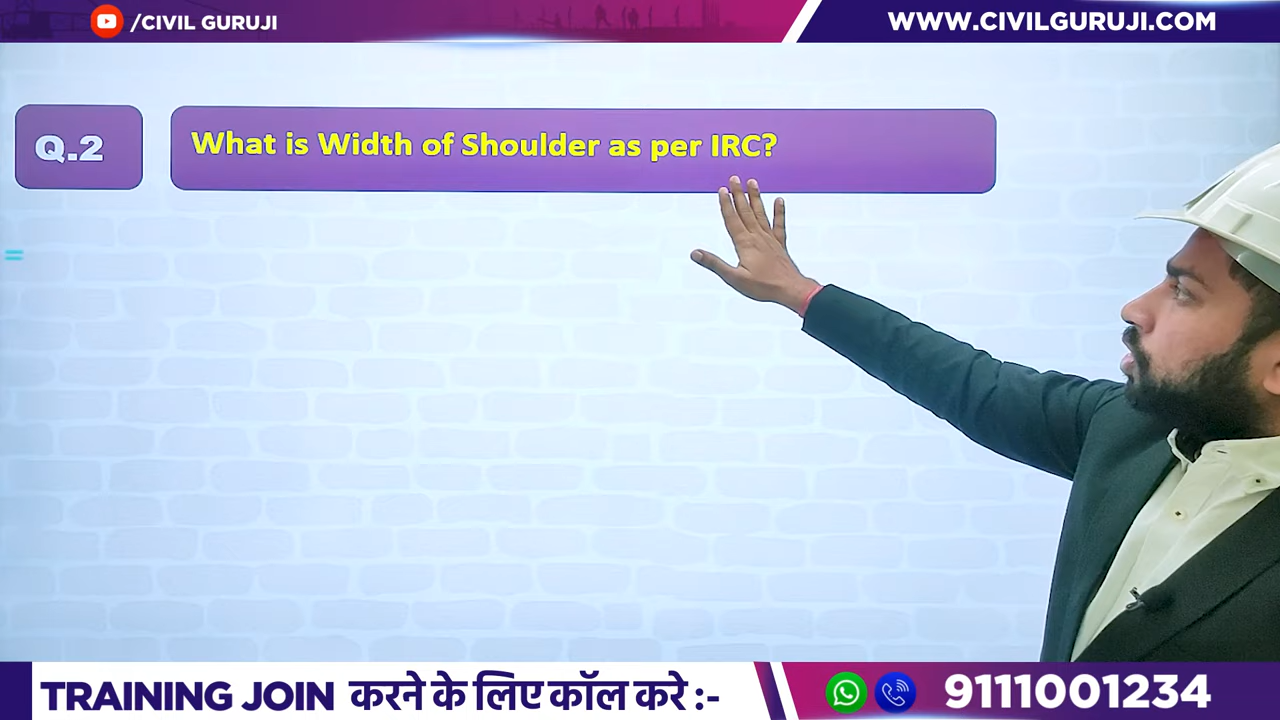 /CIVIL GURUJI
WWW.CIVILGURUJI.COM
Q.2
What is Width of Shoulder as per IRC?
=
TRAINING JOIN करने के लिए कॉल करे :-
9111001234